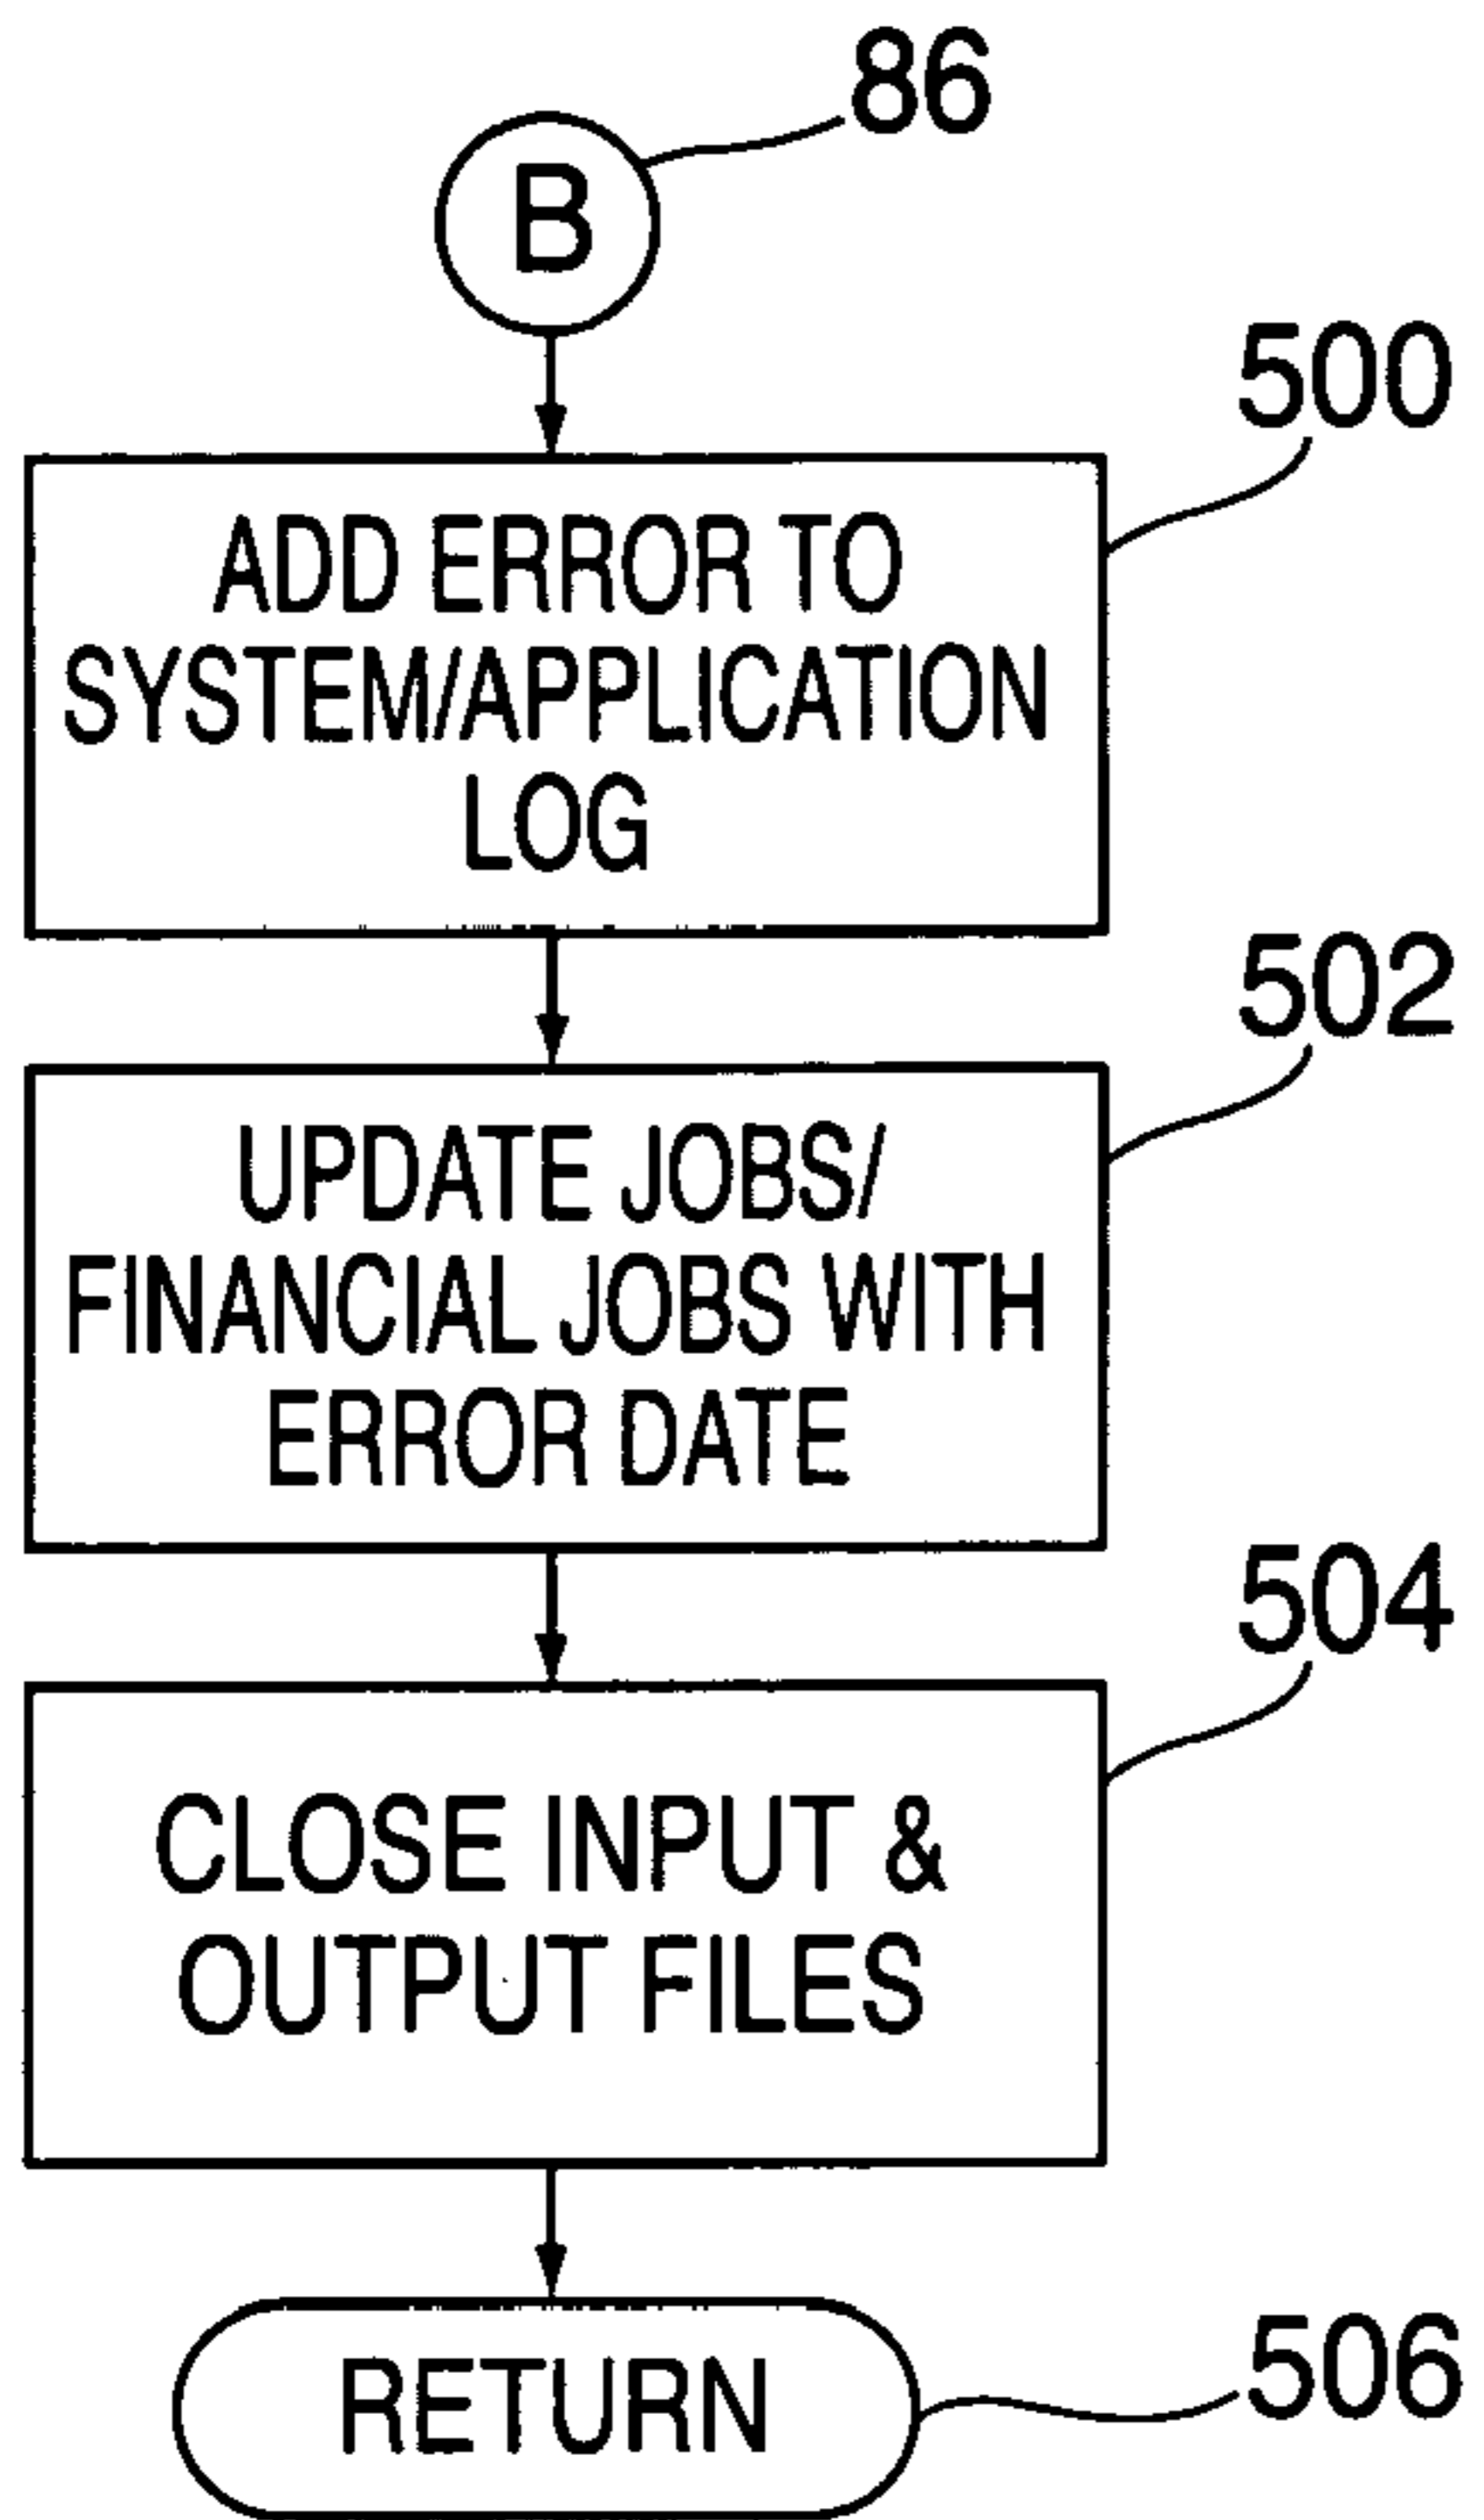 86
B
500
ADD ERROR TO
SYSTEM/APPLICATION
LOG
502
UPDATE JOBS/
FINANCIAL JOBS WITH
ERROR DATE
504
CLOSE INPUT &
OUTPUT FILES
RETURN
506